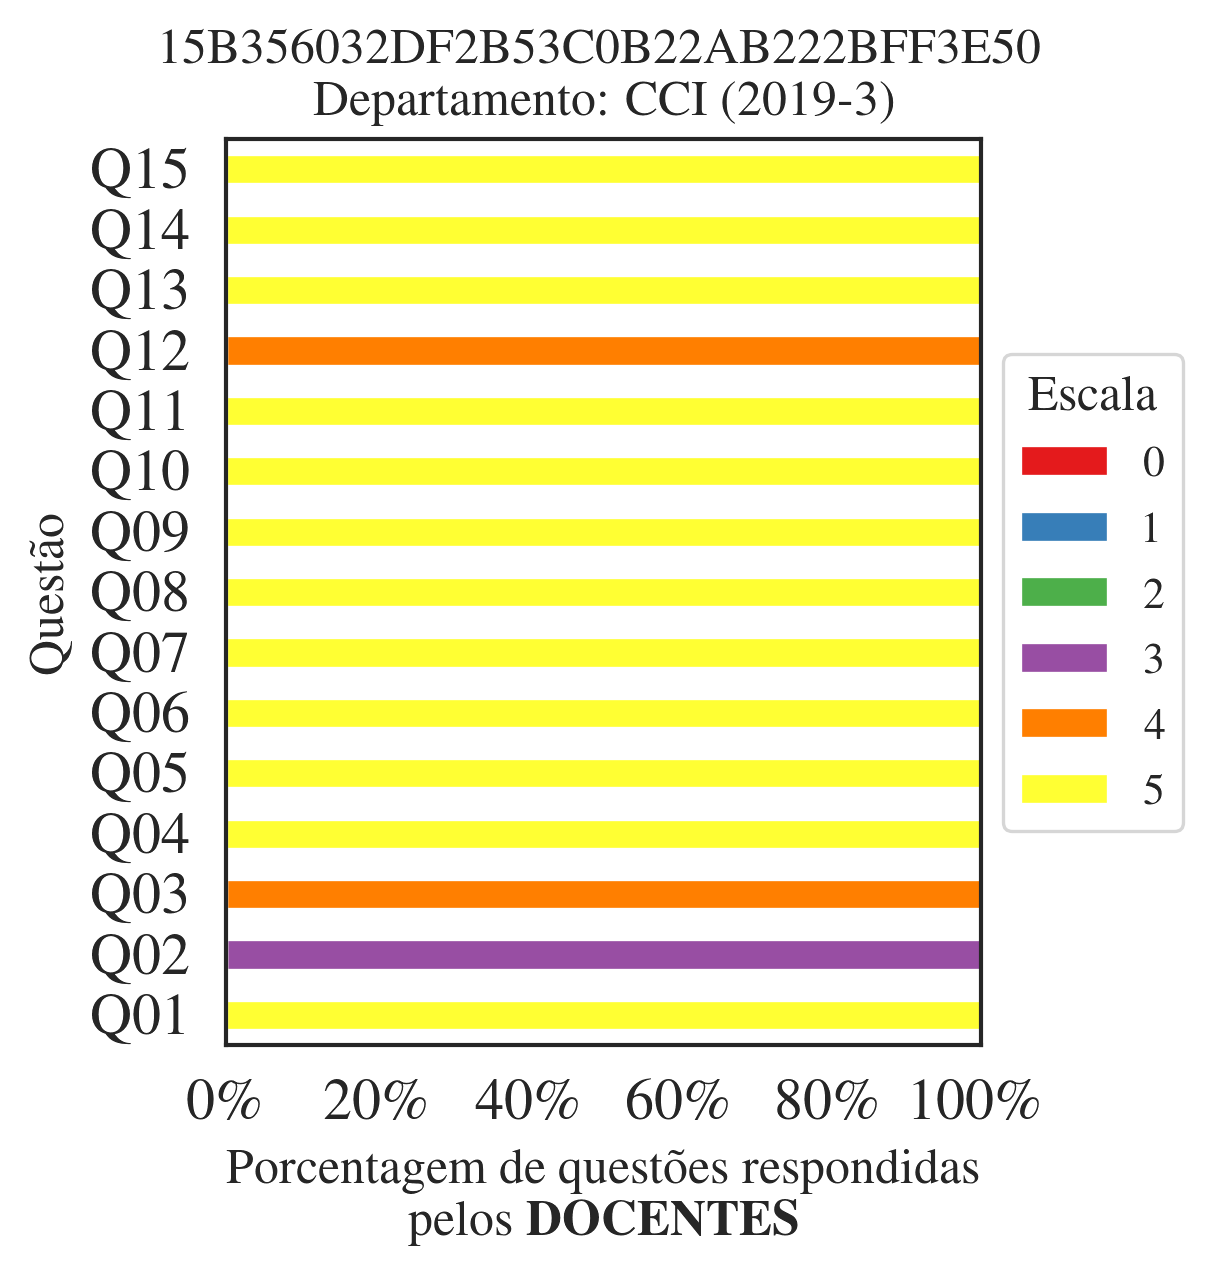 15B356032DF2B53C0B22AB222BFF3E50
Departamento: CCI (2019-3)
Q15
Q14
Q13
Q12
Q11
Q10
Q09
Q08
Q07
Q06
Q05
Q04
Q03
Q02
Q01
Questão
0% 20% 40% 60% 80% 100%
Porcentagem de questões respondidas
pelos DOCENTES
Escala
0
1
2
3
4
5